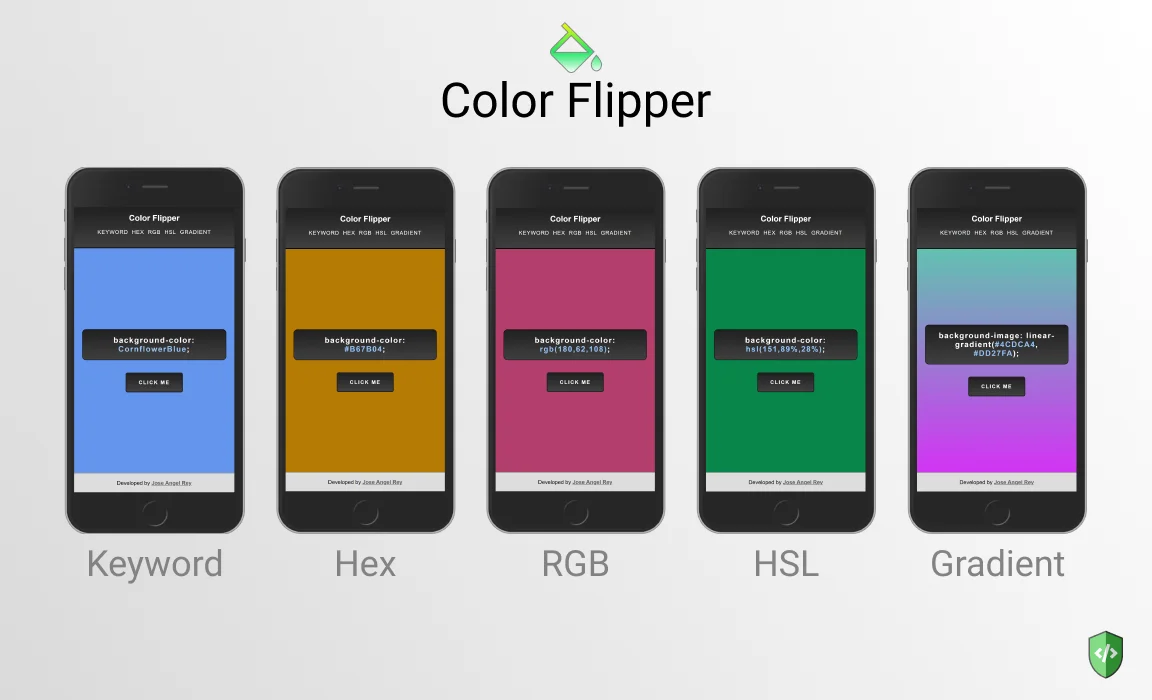 Color Flipper
Color Flipper
KEYWORD HEX RGB HSL GRADIENT
background-color:
CornflowerBlue;
CLICK ME
Developed by Jose Angel Rey
Keyword
Color Flipper
KEYWORD HEX RGB HSL GRADIENT
background-color:
#B67B04;
CLICK ME
Developed by Jose Angel Rey
Hex
Color Flipper
KEYWORD HEX RGB HSL GRADIENT
background-color:
rgb(180,62,108);
CLICK ME
Developed by Jose Angel Rey
RGB
Color Flipper
KEYWORD HEX RGB HSL GRADIENT
background-color:
hsl(151,89%,28%);
CLICK ME
Developed by Jose Angel Rey
HSL
Color Flipper
KEYWORD HEX RGB HSL GRADIENT
background-image: linear-
gradient(#4CDCA4,
#DD27FA);
CLICK ME
Developed by Jose Angel Rey
Gradient
</>